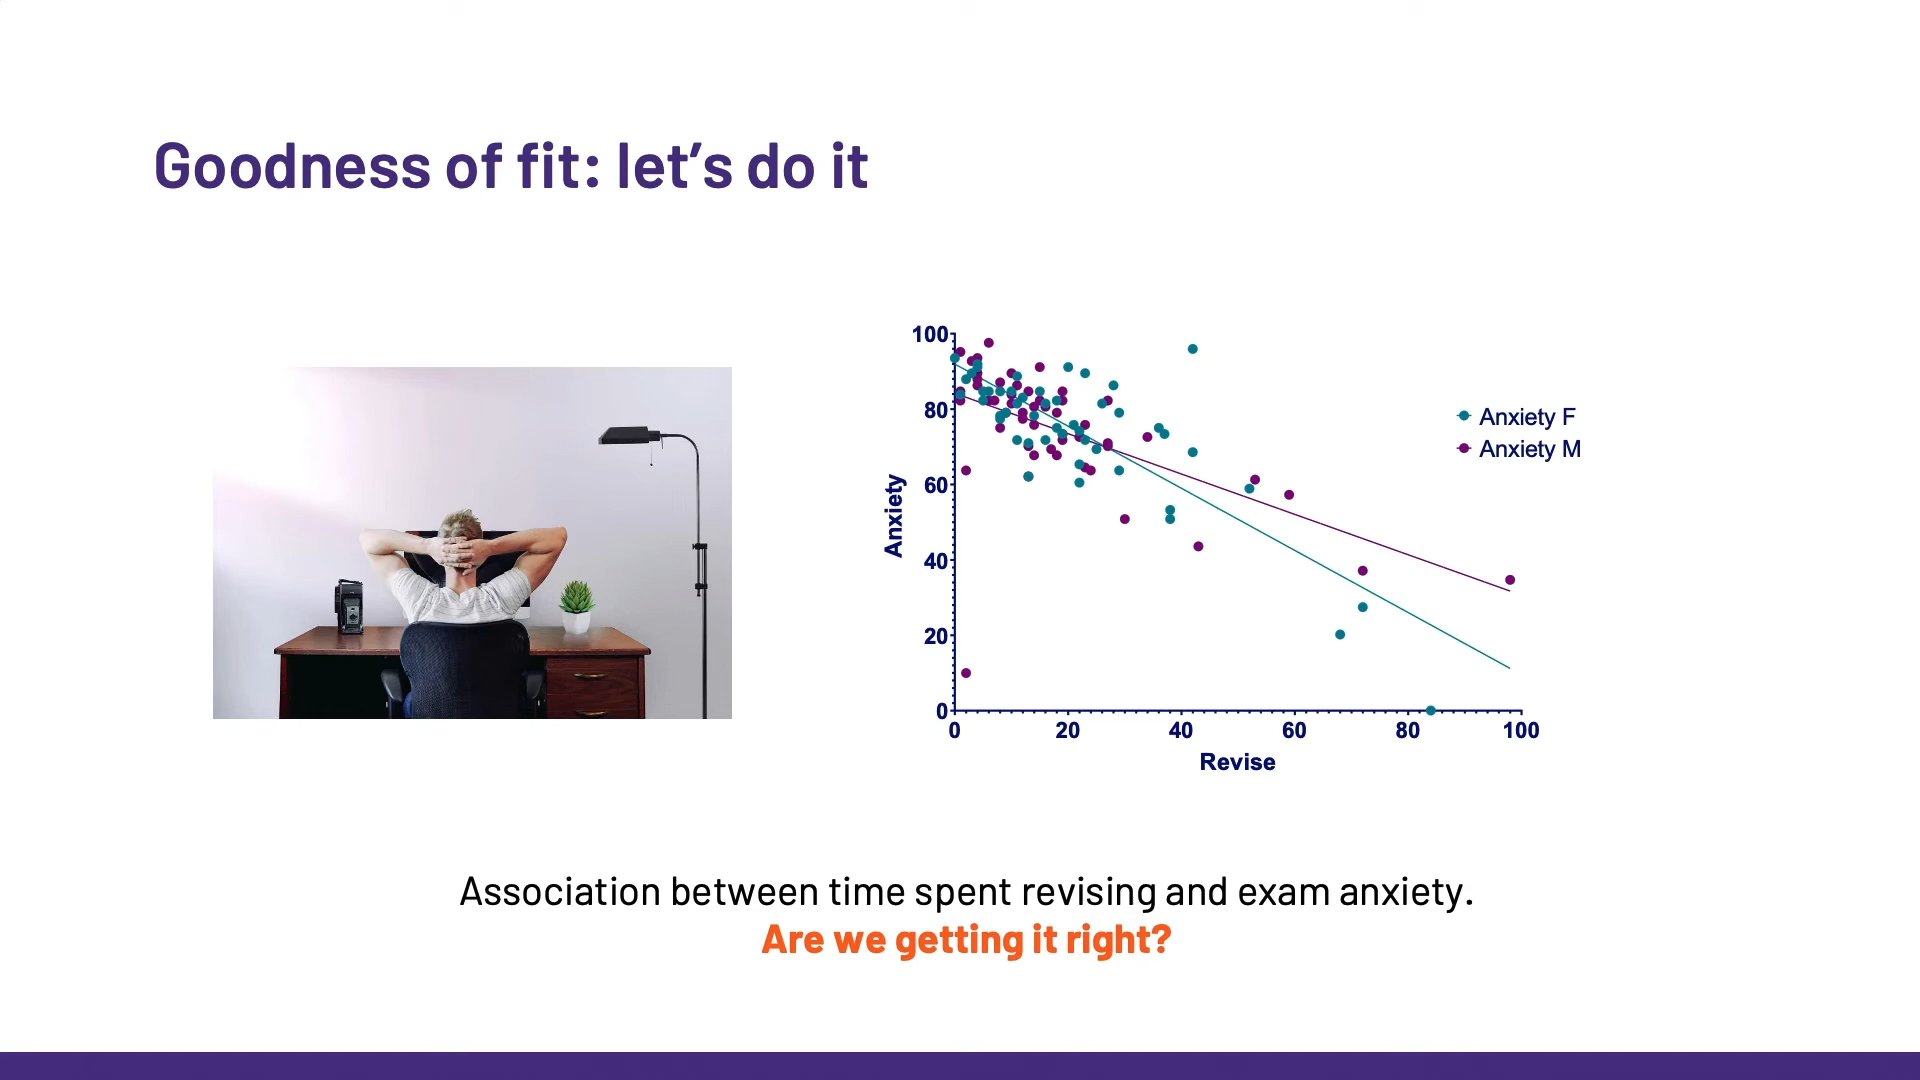 Goodness of fit: let’s do it
100
80
60
40
20
0
Anxiety
0 20 40 60 80 100
Revise
Anxiety F
Anxiety M
Association between time spent revising and exam anxiety.
Are we getting it right?